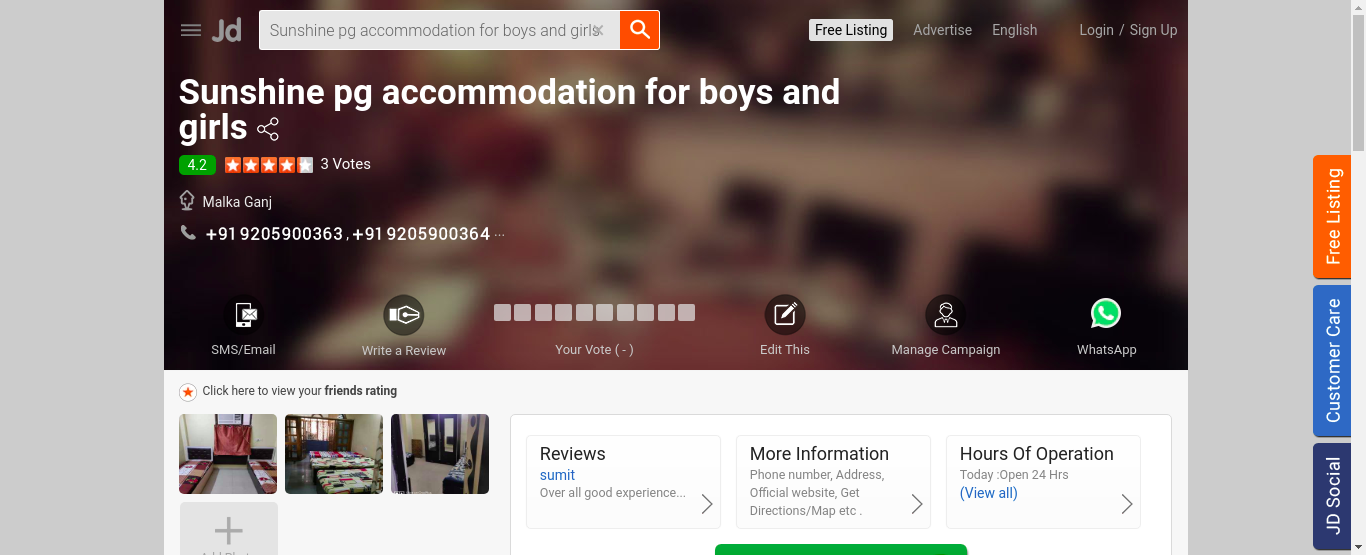 Jd
Sunshine pg accommodation for boys and girls
Free Listing
Advertise
English
Login / Sign Up
Sunshine pg accommodation for boys and
girls
4.2
3 Votes
Malka Ganj
+91 9205900363 , +91 9205900364 ...
SMS/Email
Write a Review
Your Vote ( - )
Edit This
Manage Campaign
WhatsApp
Click here to view your friends rating
Reviews
sumit
Over all good experience...
More Information
Phone number, Address,
Official website, Get
Directions/Map etc .
Hours Of Operation
Today :Open 24 Hrs
(View all)
Free Listing
Customer Care
JD Social